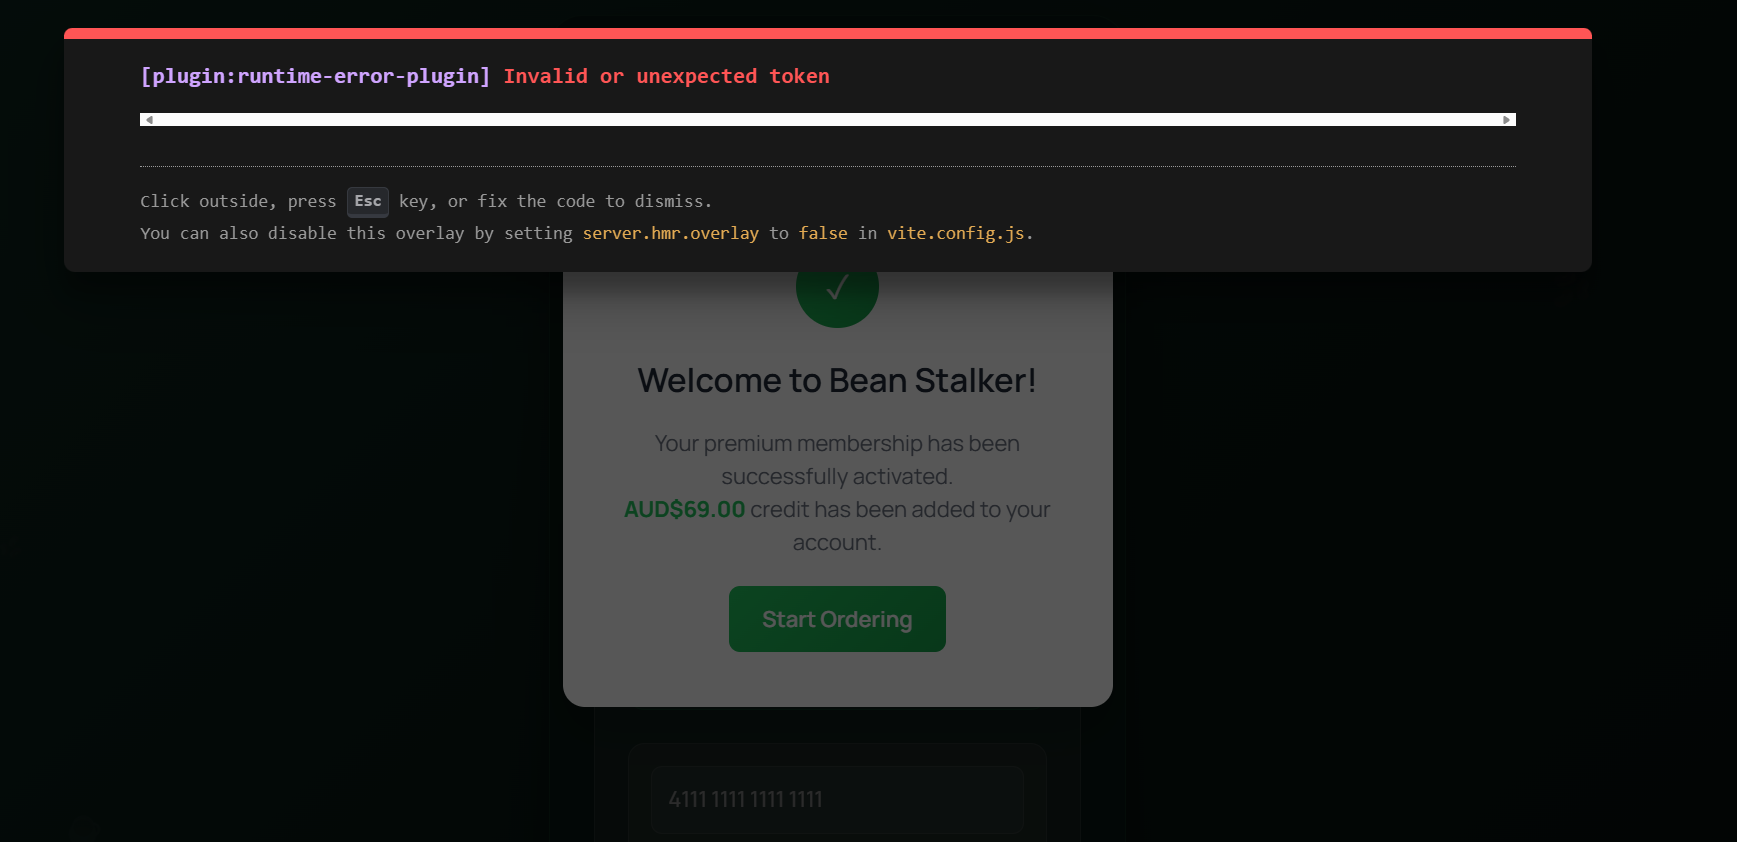 [plugin:runtime-error-plugin] Invalid or unexpected token
Click outside, press Esc key, or fix the code to dismiss.
You can also disable this overlay by setting server.hmr.overlay to false in vite.config.js.
Welcome to Bean Stalker!
Your premium membership has been
successfully activated.
AUD$69.00 credit has been added to your
account.
Start Ordering
4111 1111 1111 1111